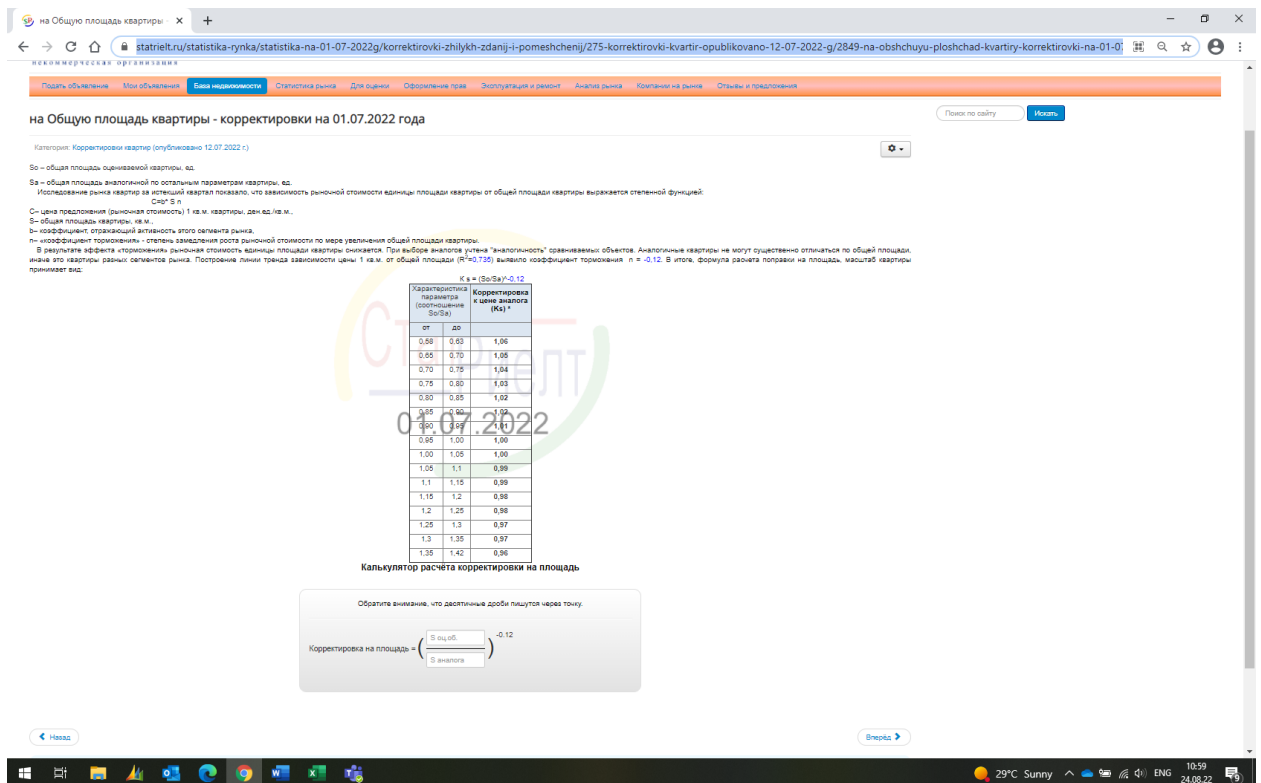 на Общую площадь квартиры -
statrielt.ru/statistika-rynka/statistika-na-01-07-2022g/korrektirovki-zhilykh-zdanij-i-pomeshchenij/275-korrektirovki-kvartir-opublikovano-12-07-2022-g/2849-na-obshchuyu-ploshchad-kvartiry-korrektirovki-na-01-07
некоммерческая организация
Подать объявление Мои объявления База недвижимости Статистика рынка Для оценки Оформление прав Эксплуатация и ремонт Анализ рынка Компании на рынке Отзывы и предложения
на Общую площадь квартиры - корректировки на 01.07.2022 года
Поиск по сайту Искать
Категория: Корректировки квартир (опубликовано 12.07.2022 г.)
So – общая площадь оцениваемой квартиры, ед.
Sa – общая площадь аналогичной по остальным параметрам квартиры, ед.
Исследование рынка квартир за истекший квартал показало, что зависимость рыночной стоимости единицы площади квартиры от общей площади квартиры выражается степенной функцией:
C=b* S n
C– цена предложения (рыночная стоимость) 1 кв.м. квартиры, ден.ед./кв.м.,
S– общая площадь квартиры, кв.м.,
b– коэффициент, отражающий активность этого сегмента рынка,
n– «коэффициент торможения» - степень замедления роста рыночной стоимости по мере увеличения общей площади квартиры.
В результате эффекта «торможения» рыночная стоимость единицы площади квартиры снижается. При выборе аналогов учтена "аналогичность" сравниваемых объектов. Аналогичные квартиры не могут существенно отличаться по общей площади,
иначе это квартиры разных сегментов рынка. Построение линии тренда зависимости цены 1 кв.м. от общей площади (R²=0,735) выявило коэффициент торможения n = -0,12. В итоге, формула расчета поправки на площадь, масштаб квартиры
принимает вид:
K s = (So/Sa)^-0,12
Характеристика параметра (соотношение So/Sa) Корректировка к цене аналога (Ks) *
от до
0,58 0,63 1,06
0,65 0,70 1,05
0,70 0,75 1,04
0,75 0,80 1,03
0,80 0,85 1,02
0,85 0,90 1,02
0,90 0,95 1,01
0,95 1,00 1,00
1,00 1,05 1,00
1,05 1,1 0,99
1,1 1,15 0,99
1,15 1,2 0,98
1,2 1,25 0,98
1,25 1,3 0,97
1,3 1,35 0,97
1,35 1,42 0,96
СтатРиелт
01.07.2022
Калькулятор расчёта корректировки на площадь
Обратите внимание, что десятичные дроби пишутся через точку.
Корректировка на площадь = ( S оц.об. / S аналога ) -0.12
Назад Вперёд
29°C Sunny ENG 10:59
24.08.22